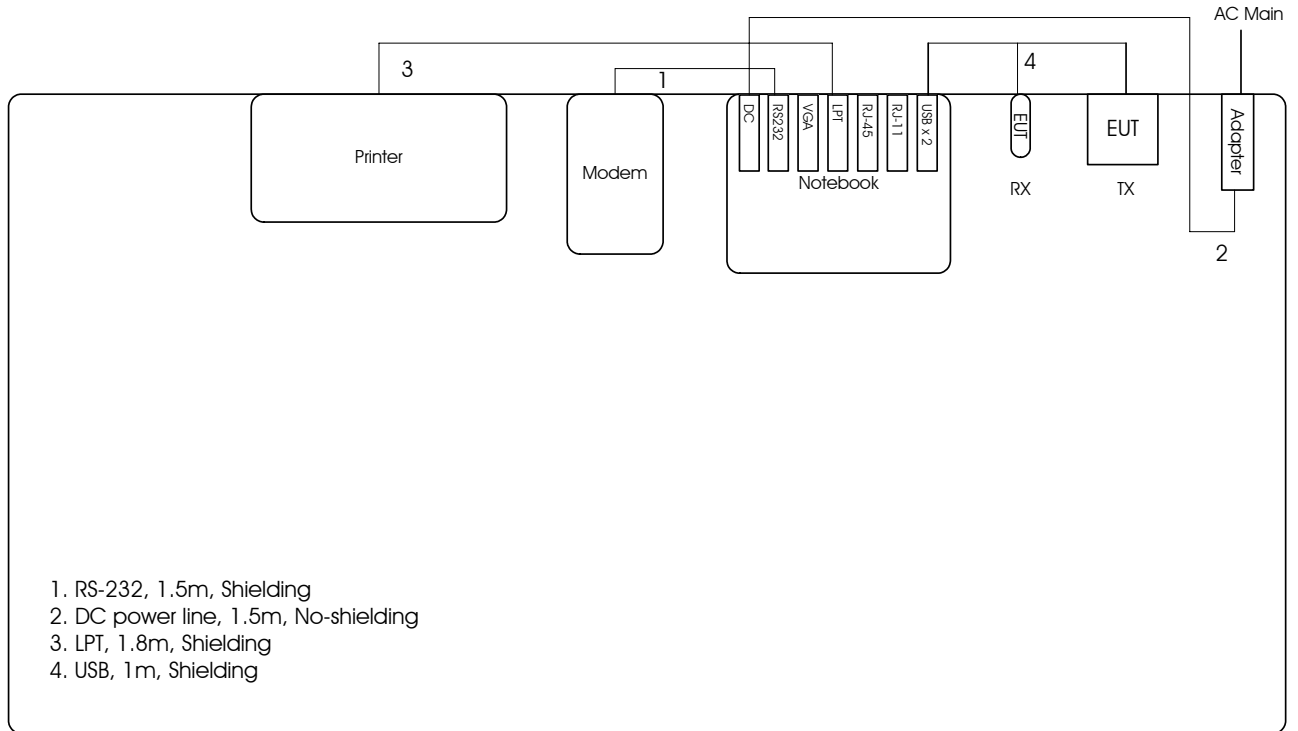 AC Main
3
1
4
DC
RS232
VGA
LPT
RJ-45
RJ-11
USB x 2
EUT
EUT
Adapter
Printer
Modem
Notebook
RX
TX
2
1. RS-232, 1.5m, Shielding
2. DC power line, 1.5m, No-shielding
3. LPT, 1.8m, Shielding
4. USB, 1m, Shielding